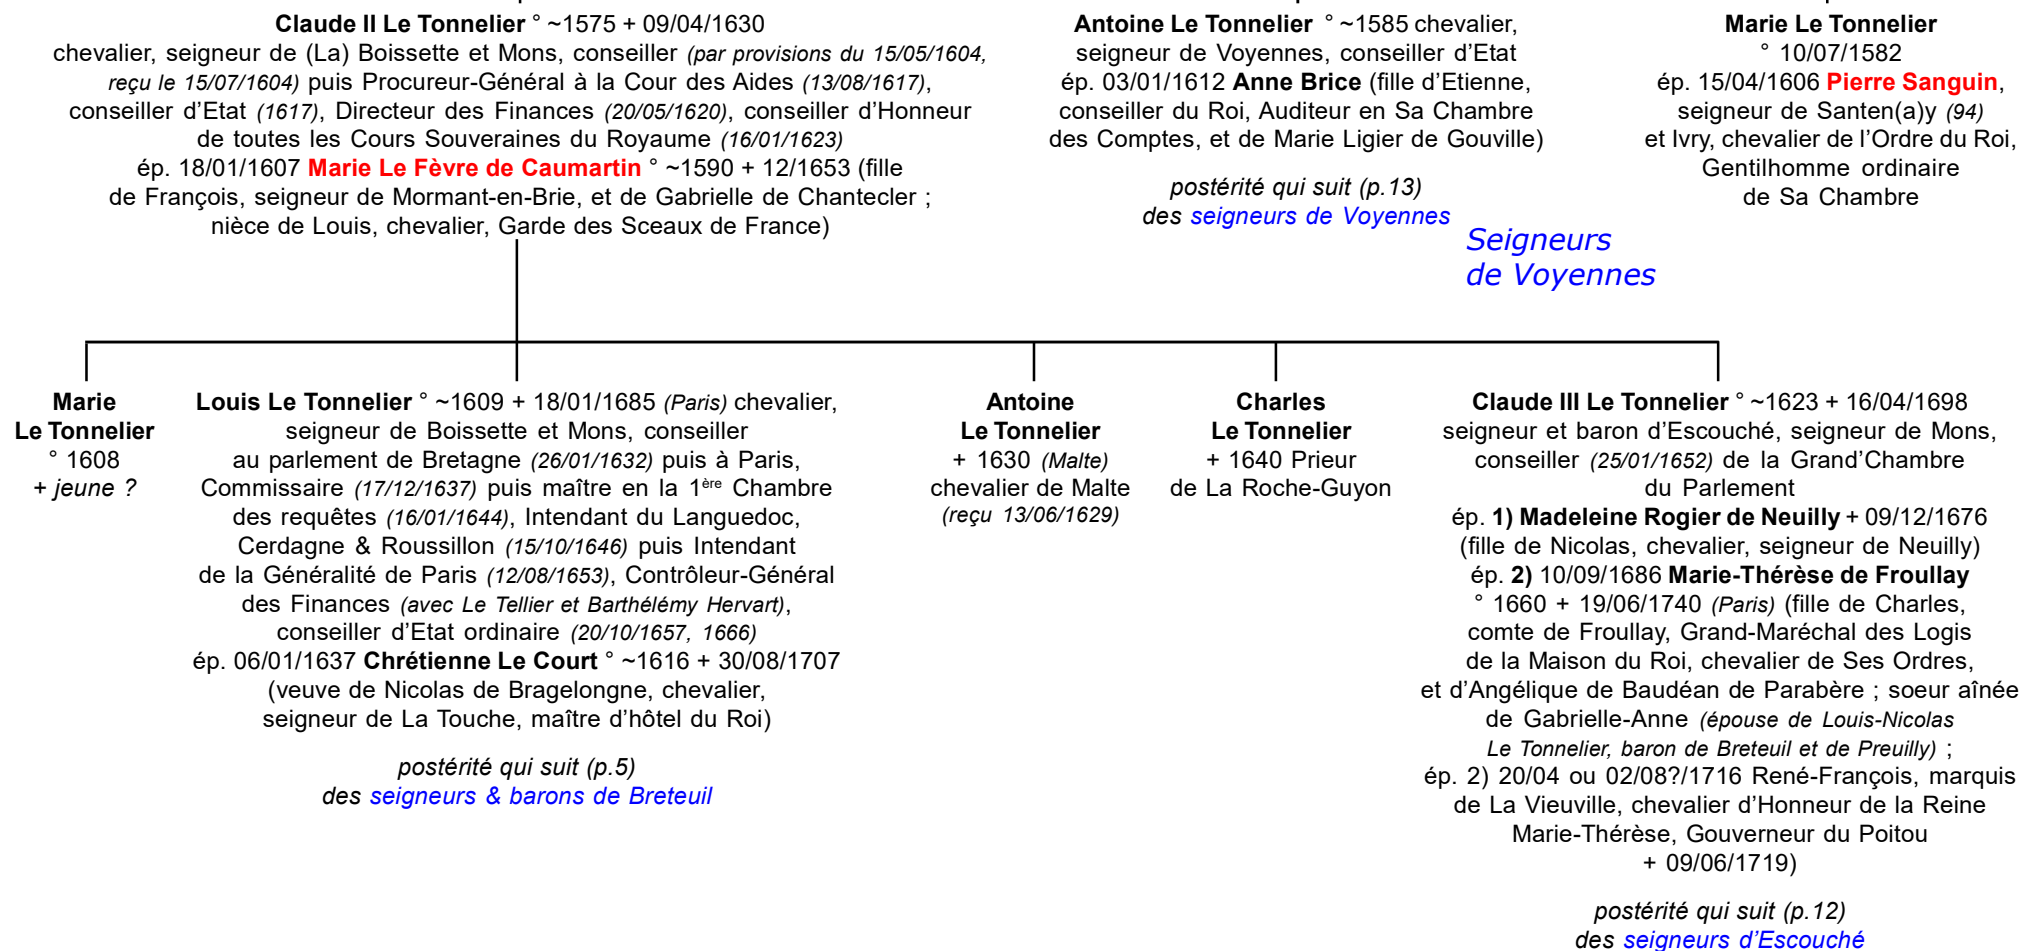 Claude II Le Tonnelier ° ~1575 + 09/04/1630
chevalier, seigneur de (La) Boissette et Mons, conseiller (par provisions du 15/05/1604,
reçu le 15/07/1604) puis Procureur-Général à la Cour des Aides (13/08/1617),
conseiller d'Etat (1617), Directeur des Finances (20/05/1620), conseiller d'Honneur
de toutes les Cours Souveraines du Royaume (16/01/1623)
ép. 18/01/1607 Marie Le Fèvre de Caumartin ° ~1590 + 12/1653 (fille
de François, seigneur de Mormant-en-Brie, et de Gabrielle de Chantecler ;
nièce de Louis, chevalier, Garde des Sceaux de France)
Antoine Le Tonnelier ° ~1585 chevalier,
seigneur de Voyennes, conseiller d'Etat
ép. 03/01/1612 Anne Brice (fille d'Etienne,
conseiller du Roi, Auditeur en Sa Chambre
des Comptes, et de Marie Ligier de Gouville)
postérité qui suit (p.13)
des seigneurs de Voyennes
Seigneurs
de Voyennes
Marie Le Tonnelier
° 10/07/1582
ép. 15/04/1606 Pierre Sanguin,
seigneur de Santen(a)y (94)
et Ivry, chevalier de l'Ordre du Roi,
Gentilhomme ordinaire
de Sa Chambre
Marie
Le Tonnelier
° 1608
+ jeune ?
Louis Le Tonnelier ° ~1609 + 18/01/1685 (Paris) chevalier,
seigneur de Boissette et Mons, conseiller
au parlement de Bretagne (26/01/1632) puis à Paris,
Commissaire (17/12/1637) puis maître en la 1ère Chambre
des requêtes (16/01/1644), Intendant du Languedoc,
Cerdagne & Roussillon (15/10/1646) puis Intendant
de la Généralité de Paris (12/08/1653), Contrôleur-Général
des Finances (avec Le Tellier et Barthélémy Hervart),
conseiller d'Etat ordinaire (20/10/1657, 1666)
ép. 06/01/1637 Chrétienne Le Court ° ~1616 + 30/08/1707
(veuve de Nicolas de Bragelongne, chevalier,
seigneur de La Touche, maître d'hôtel du Roi)
postérité qui suit (p.5)
des seigneurs & barons de Breteuil
Antoine
Le Tonnelier
+ 1630 (Malte)
chevalier de Malte
(reçu 13/06/1629)
Charles
Le Tonnelier
+ 1640 Prieur
de La Roche-Guyon
Claude III Le Tonnelier ° ~1623 + 16/04/1698
seigneur et baron d'Escouché, seigneur de Mons,
conseiller (25/01/1652) de la Grand'Chambre
du Parlement
ép. 1) Madeleine Rogier de Neuilly + 09/12/1676
(fille de Nicolas, chevalier, seigneur de Neuilly)
ép. 2) 10/09/1686 Marie-Thérèse de Froullay
° 1660 + 19/06/1740 (Paris) (fille de Charles,
comte de Froullay, Grand-Maréchal des Logis
de la Maison du Roi, chevalier de Ses Ordres,
et d'Angélique de Baudéan de Parabère ; soeur aînée
de Gabrielle-Anne (épouse de Louis-Nicolas
Le Tonnelier, baron de Breteuil et de Preuilly) ;
ép. 2) 20/04 ou 02/08?/1716 René-François, marquis
de La Vieuville, chevalier d'Honneur de la Reine
Marie-Thérèse, Gouverneur du Poitou
+ 09/06/1719)
postérité qui suit (p.12)
des seigneurs d'Escouché